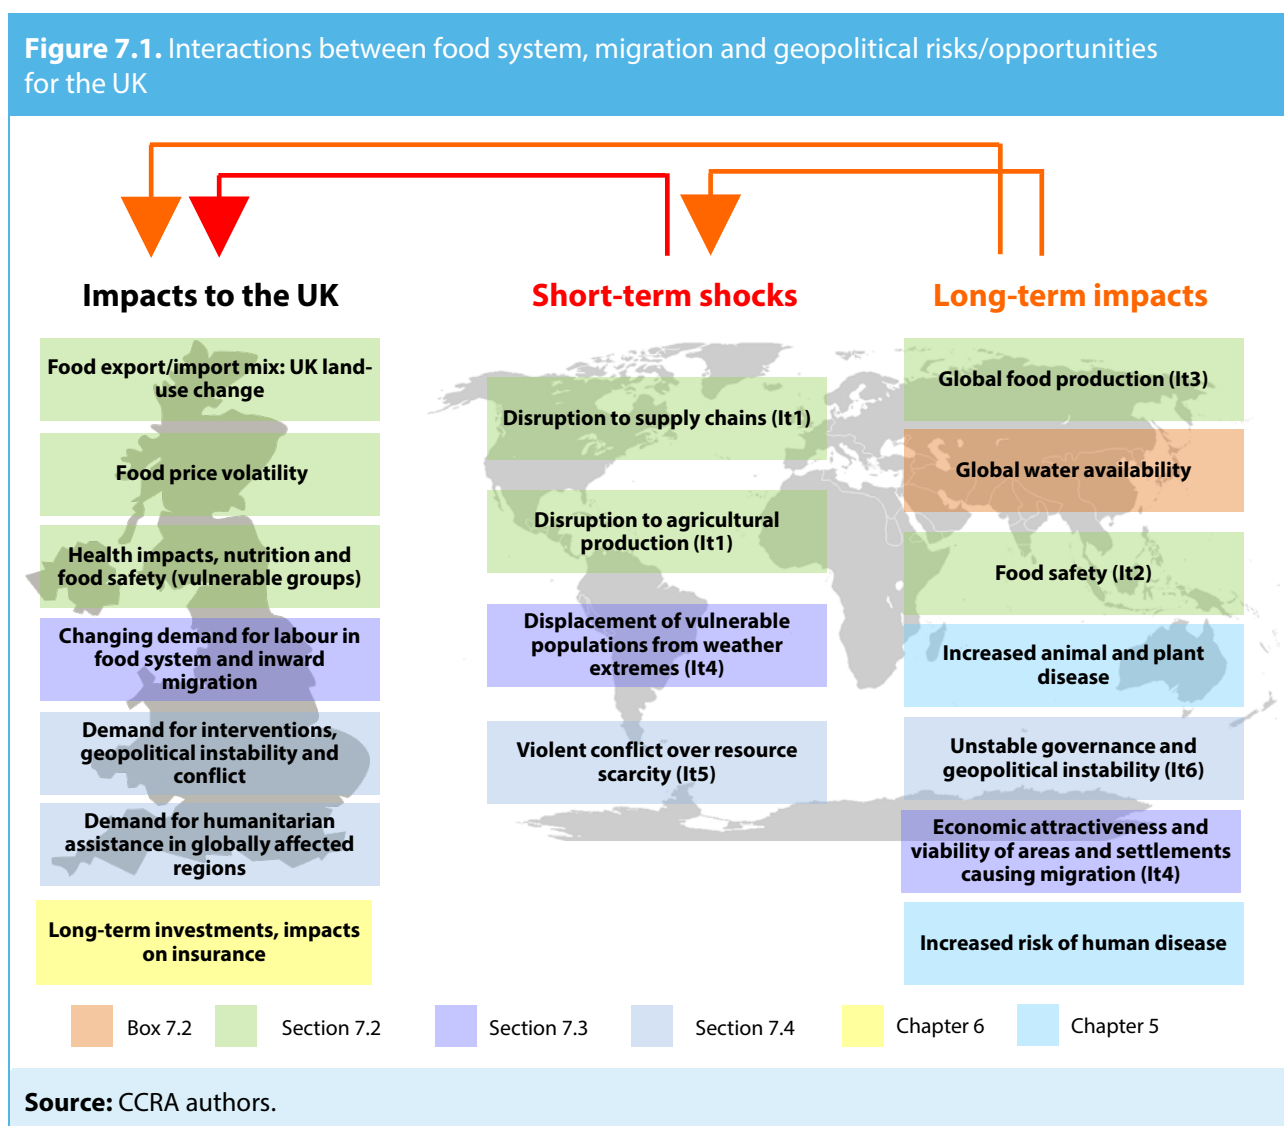 Figure 7.1. Interactions between food system, migration and geopolitical risks/opportunities
for the UK
Impacts to the UK
Food export/import mix: UK land-
use change
Food price volatility
Health impacts, nutrition and
food safety (vulnerable groups)
Changing demand for labour in
food system and inward
migration
Demand for interventions,
geopolitical instability and
conflict
Demand for humanitarian
assistance in globally affected
regions
Long-term investments, impacts
on insurance
Short-term shocks
Disruption to supply chains (It1)
Disruption to agricultural
production (It1)
Displacement of vulnerable
populations from weather
extremes (It4)
Violent conflict over resource
scarcity (It5)
Long-term impacts
Global food production (It3)
Global water availability
Food safety (It2)
Increased animal and plant
disease
Unstable governance and
geopolitical instability (It6)
Economic attractiveness and
viability of areas and settlements
causing migration (It4)
Increased risk of human disease
Box 7.2
Section 7.2
Section 7.3
Section 7.4
Chapter 6
Chapter 5
Source: CCRA authors.